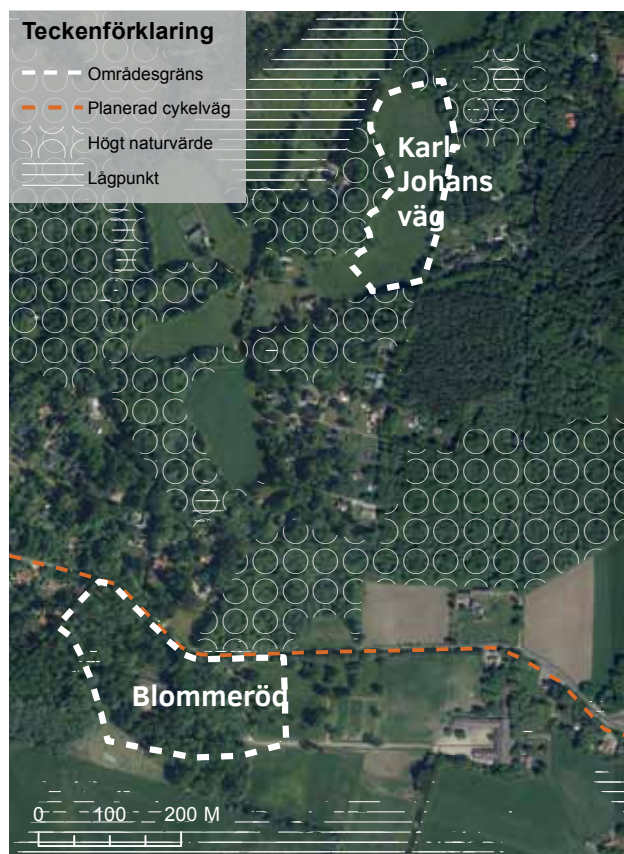 Teckenförklaring
Områdesgräns
Planerad cykelväg
Högt naturvärde
Lågpunkt
Karl
Johans
väg
Blommeröd
0 100 200 M